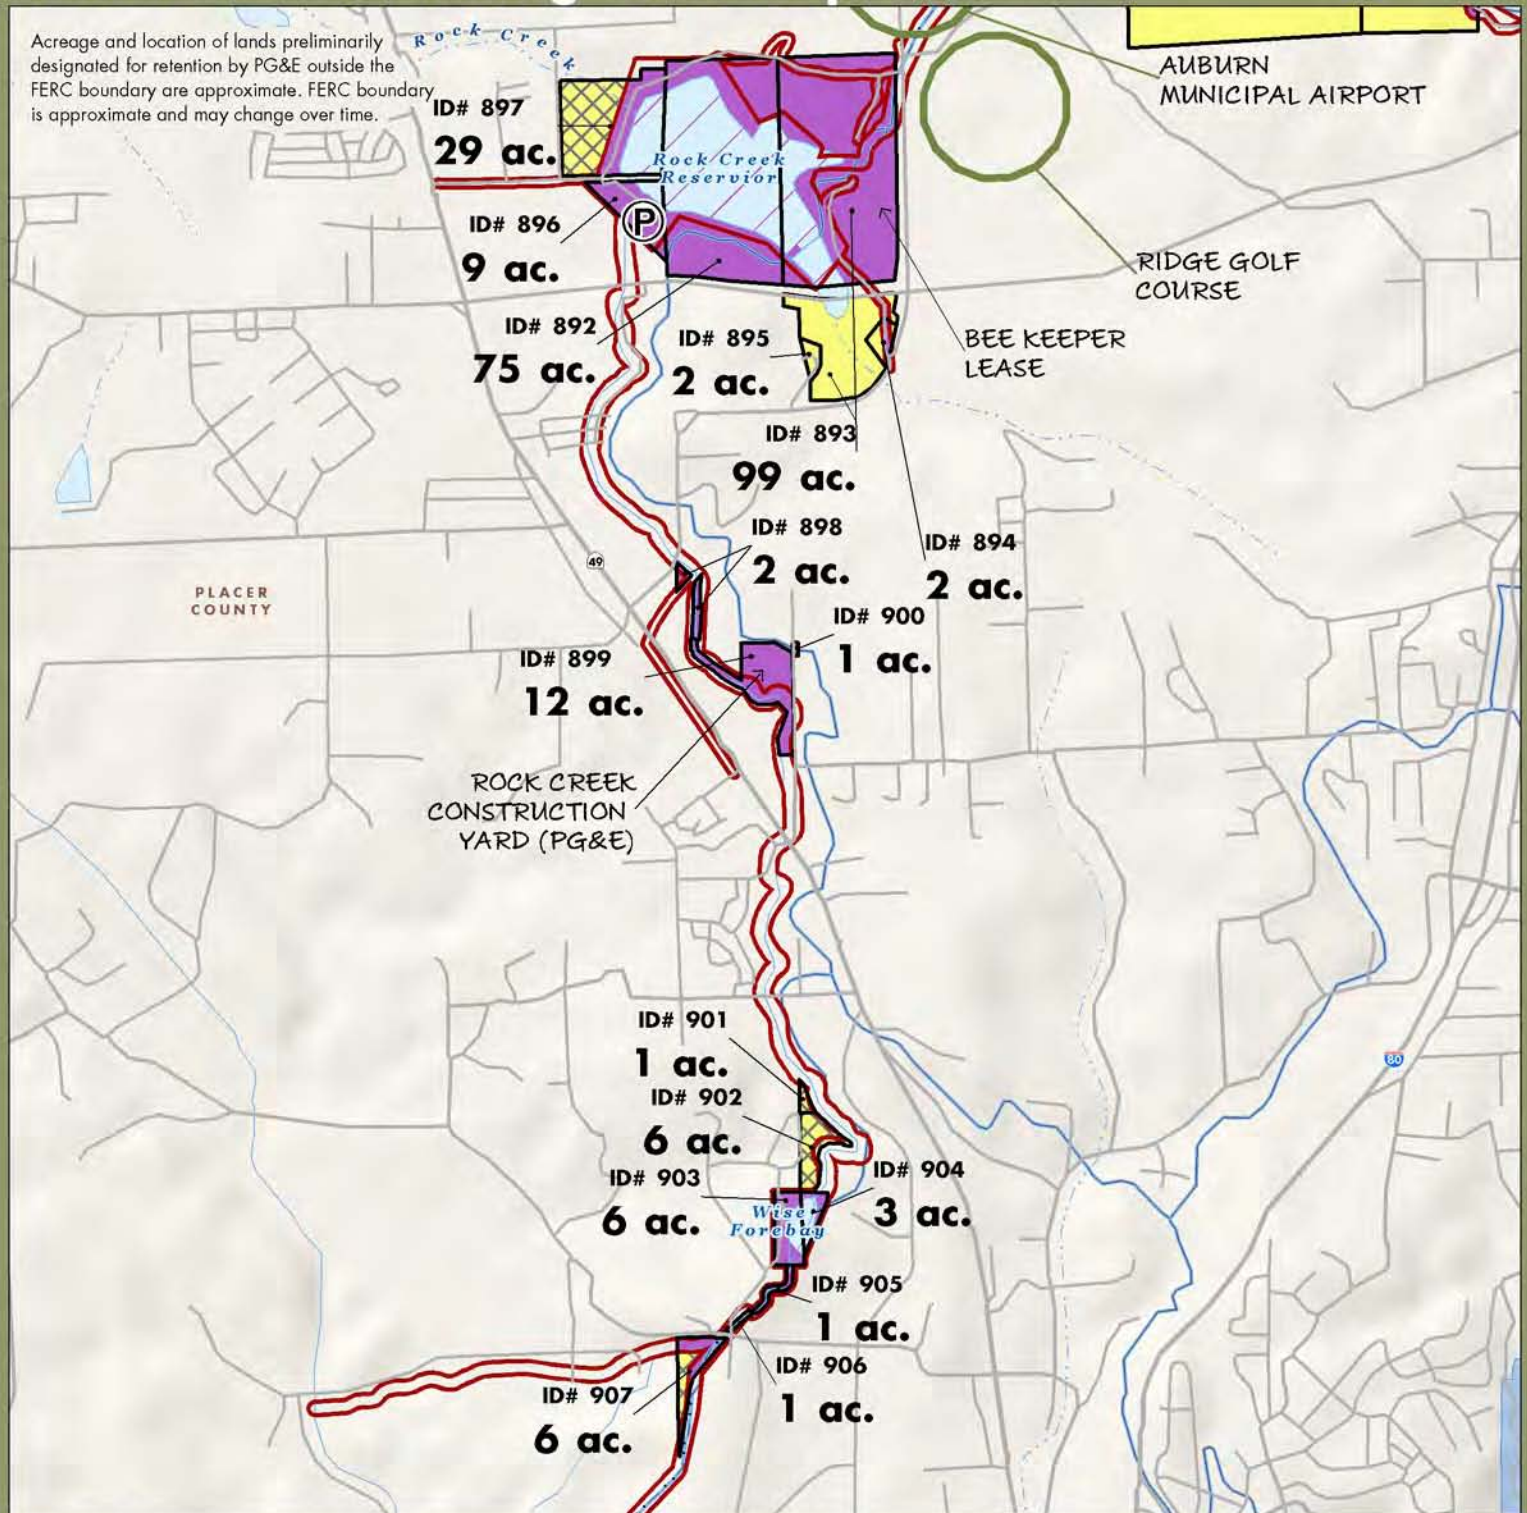 Acreage and location of lands preliminarily
designated for retention by PG&E outside the
FERC boundary are approximate. FERC boundary
is approximate and may change over time.
Rock Creek
AUBURN
MUNICIPAL AIRPORT
ID# 897
29 ac.
Rock Creek
Reservior
P
ID# 896
9 ac.
RIDGE GOLF
COURSE
ID# 892
75 ac.
ID# 895
2 ac.
BEE KEEPER
LEASE
ID# 893
99 ac.
ID# 898
2 ac.
ID# 894
2 ac.
49
PLACER
COUNTY
ID# 900
1 ac.
ID# 899
12 ac.
ROCK CREEK
CONSTRUCTION
YARD (PG&E)
ID# 901
1 ac.
80
ID# 902
6 ac.
ID# 903
6 ac.
ID# 904
3 ac.
Wise
Forebay
ID# 905
1 ac.
ID# 906
1 ac.
ID# 907
6 ac.